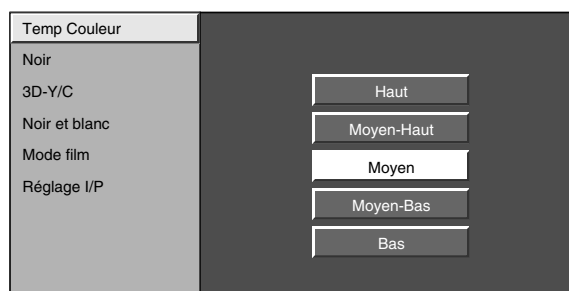 Temp Couleur
Noir
3D-Y/C
Noir et blanc
Mode film
Réglage I/P
Haut
Moyen-Haut
Moyen
Moyen-Bas
Bas